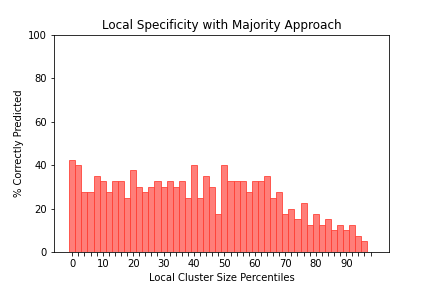 Local Specificity with Majority Approach
100
80
60
40
20
0
% Correctly Predicted
0 10 20 30 40 50 60 70 80 90
Local Cluster Size Percentiles